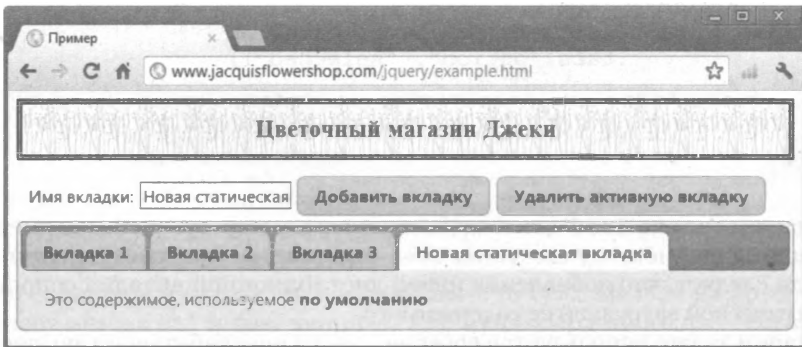 Пример
www.jacquisflowershop.com/jquery/example.html
Цветочный магазин Джеки
Имя вкладки: Новая статическая Добавить вкладку Удалить активную вкладку
Вкладка 1 Вкладка 2 Вкладка 3 Новая статическая вкладка
Это содержимое, используемое по умолчанию